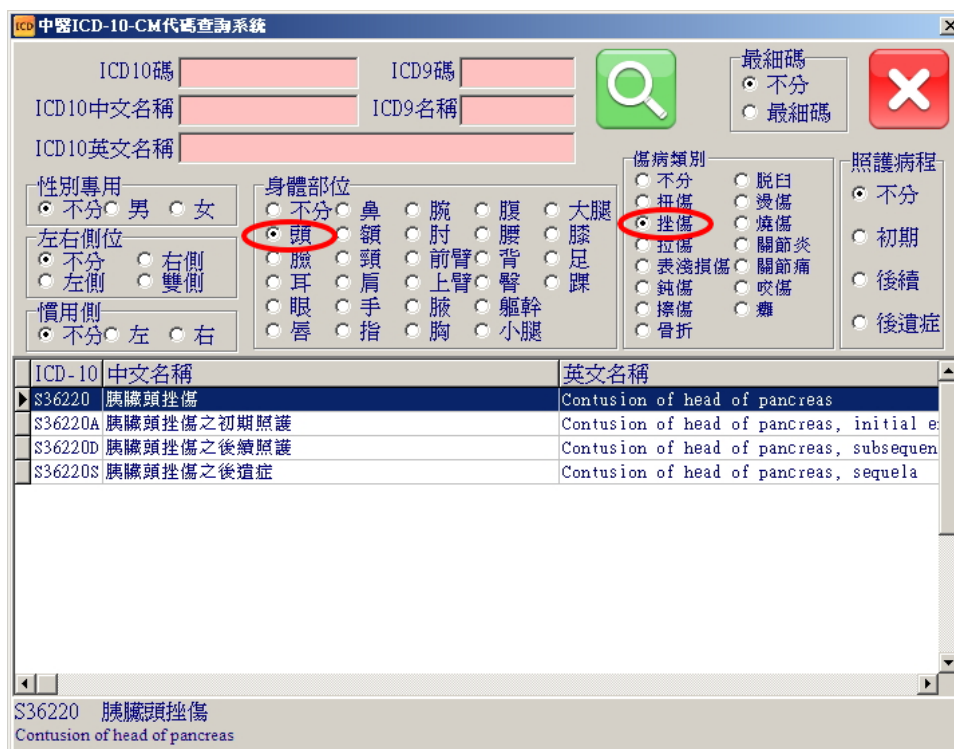 中醫ICD-10-CM代碼查詢系統
ICD10碼
ICD9碼
ICD10中文名稱
ICD9名稱
ICD10英文名稱
最細碼
不分
最細碼
性別專用
不分 男 女
左右側位
不分 右側
左側 雙側
慣用側
不分 左 右
身體部位
不分 鼻 腕 腹 大腿
頭 額 肘 腰 膝
臉 頸 前臂 背 足
耳 肩 上臂 臀 踝
眼 手 腋 軀幹
唇 指 胸 小腿
傷病類別
不分 脫臼
扭傷 燙傷
挫傷 燒傷
拉傷 關節炎
表淺損傷 關節痛
鈍傷 咬傷
擦傷 癱
骨折
照護病程
不分
初期
後續
後遺症
ICD-10 中文名稱 英文名稱
S36220 胰臟頭挫傷 Contusion of head of pancreas
S36220A 胰臟頭挫傷之初期照護 Contusion of head of pancreas, initial e
S36220D 胰臟頭挫傷之後續照護 Contusion of head of pancreas, subsequen
S36220S 胰臟頭挫傷之後遺症 Contusion of head of pancreas, sequela
S36220 胰臟頭挫傷
Contusion of head of pancreas